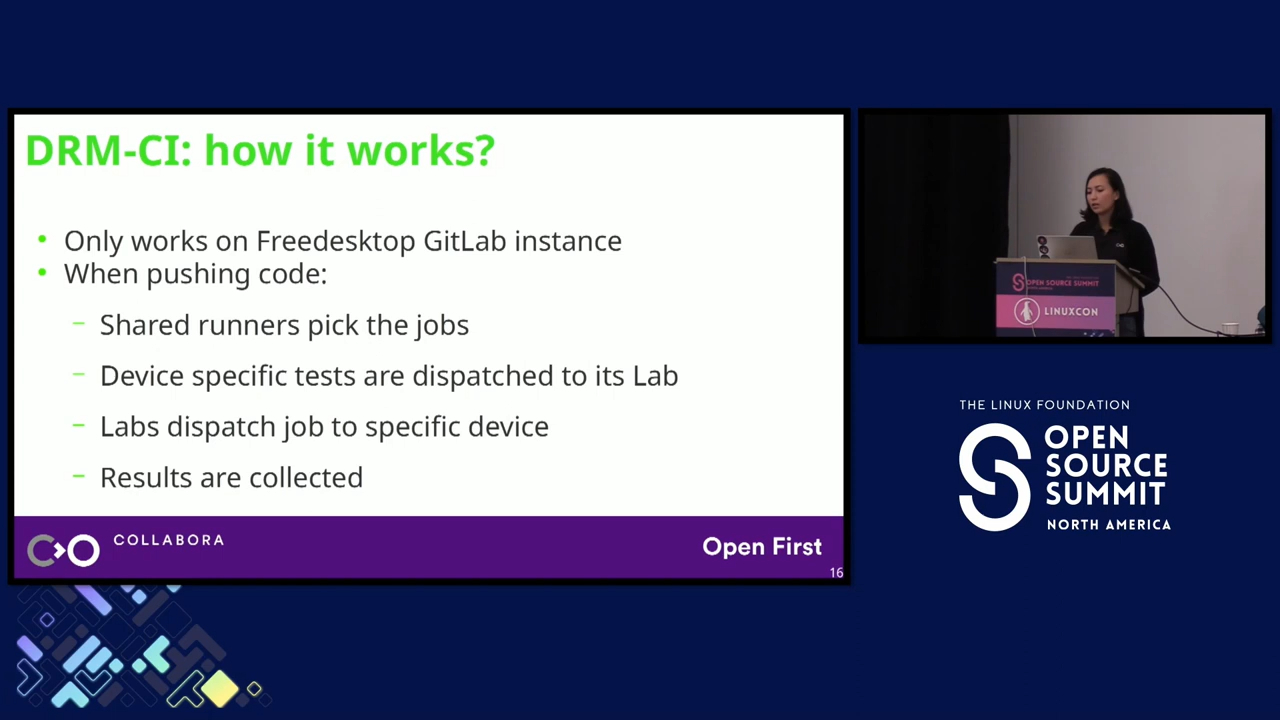 DRM-CI: how it works?
• Only works on Freedesktop GitLab instance
• When pushing code:
– Shared runners pick the jobs
– Device specific tests are dispatched to its Lab
– Labs dispatch job to specific device
– Results are collected
COLLABORA
Open First
16
OPEN SOURCE SUMMIT
LINUXCON
THE LINUX FOUNDATION
OPEN
SOURCE
SUMMIT
NORTH AMERICA